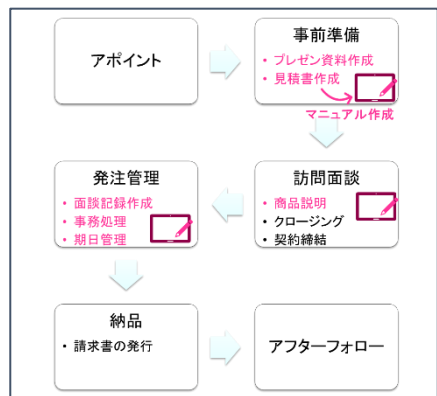 アポイント
事前準備
• プレゼン資料作成
• 見積書作成
マニュアル作成
訪問面談
• 商品説明
• クロージング
• 契約締結
発注管理
• 面談記録作成
• 事務処理
• 期日管理
納品
• 請求書の発行
アフターフォロー